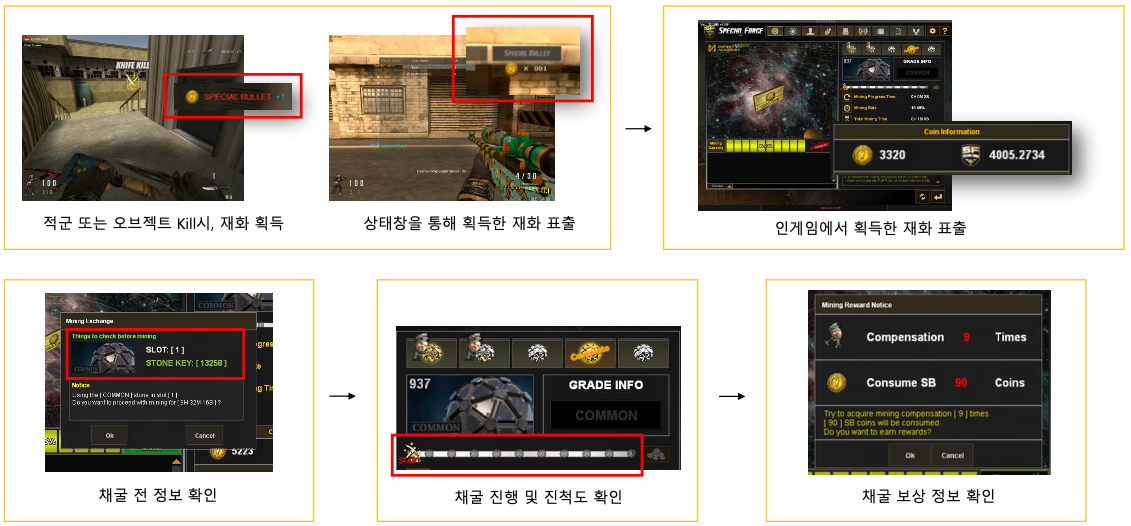 KNIFE KILL
SPECIAL BULLET +1
100
1
SPECIAL BULLET
× 001
100
4/30
적군 또는 오브젝트 Kill시, 재화 획득
상태창을 통해 획득한 재화 표출
SPECIAL FORCE
937
GRADE INFO
COMMON
Mining Progress Time
Mining Rate
Total Mining Time
Mining Capacity
Coin Information
3320
4005.2734
인게임에서 획득한 재화 표출
COMMON
Mining Exchange
Things to check before mining
SLOT: [ 1 ]
STONE KEY: [ 13258 ]
COMMON
Notice
Using the [ COMMON ] stone in slot [ 1 ]
Do you want to proceed with mining for [ 9H 32M 16S ] ?
Ok
Cancel
5223
채굴 전 정보 확인
937
GRADE INFO
COMMON
COMMON
START
채굴 진행 및 진척도 확인
Mining Reward Notice
Compensation 9 Times
Consume SB 90 Coins
Try to acquire mining compensation [ 9 ] times.
[ 90 ] SB coins will be consumed.
Do you want to earn rewards?
Ok
Cancel
채굴 보상 정보 확인